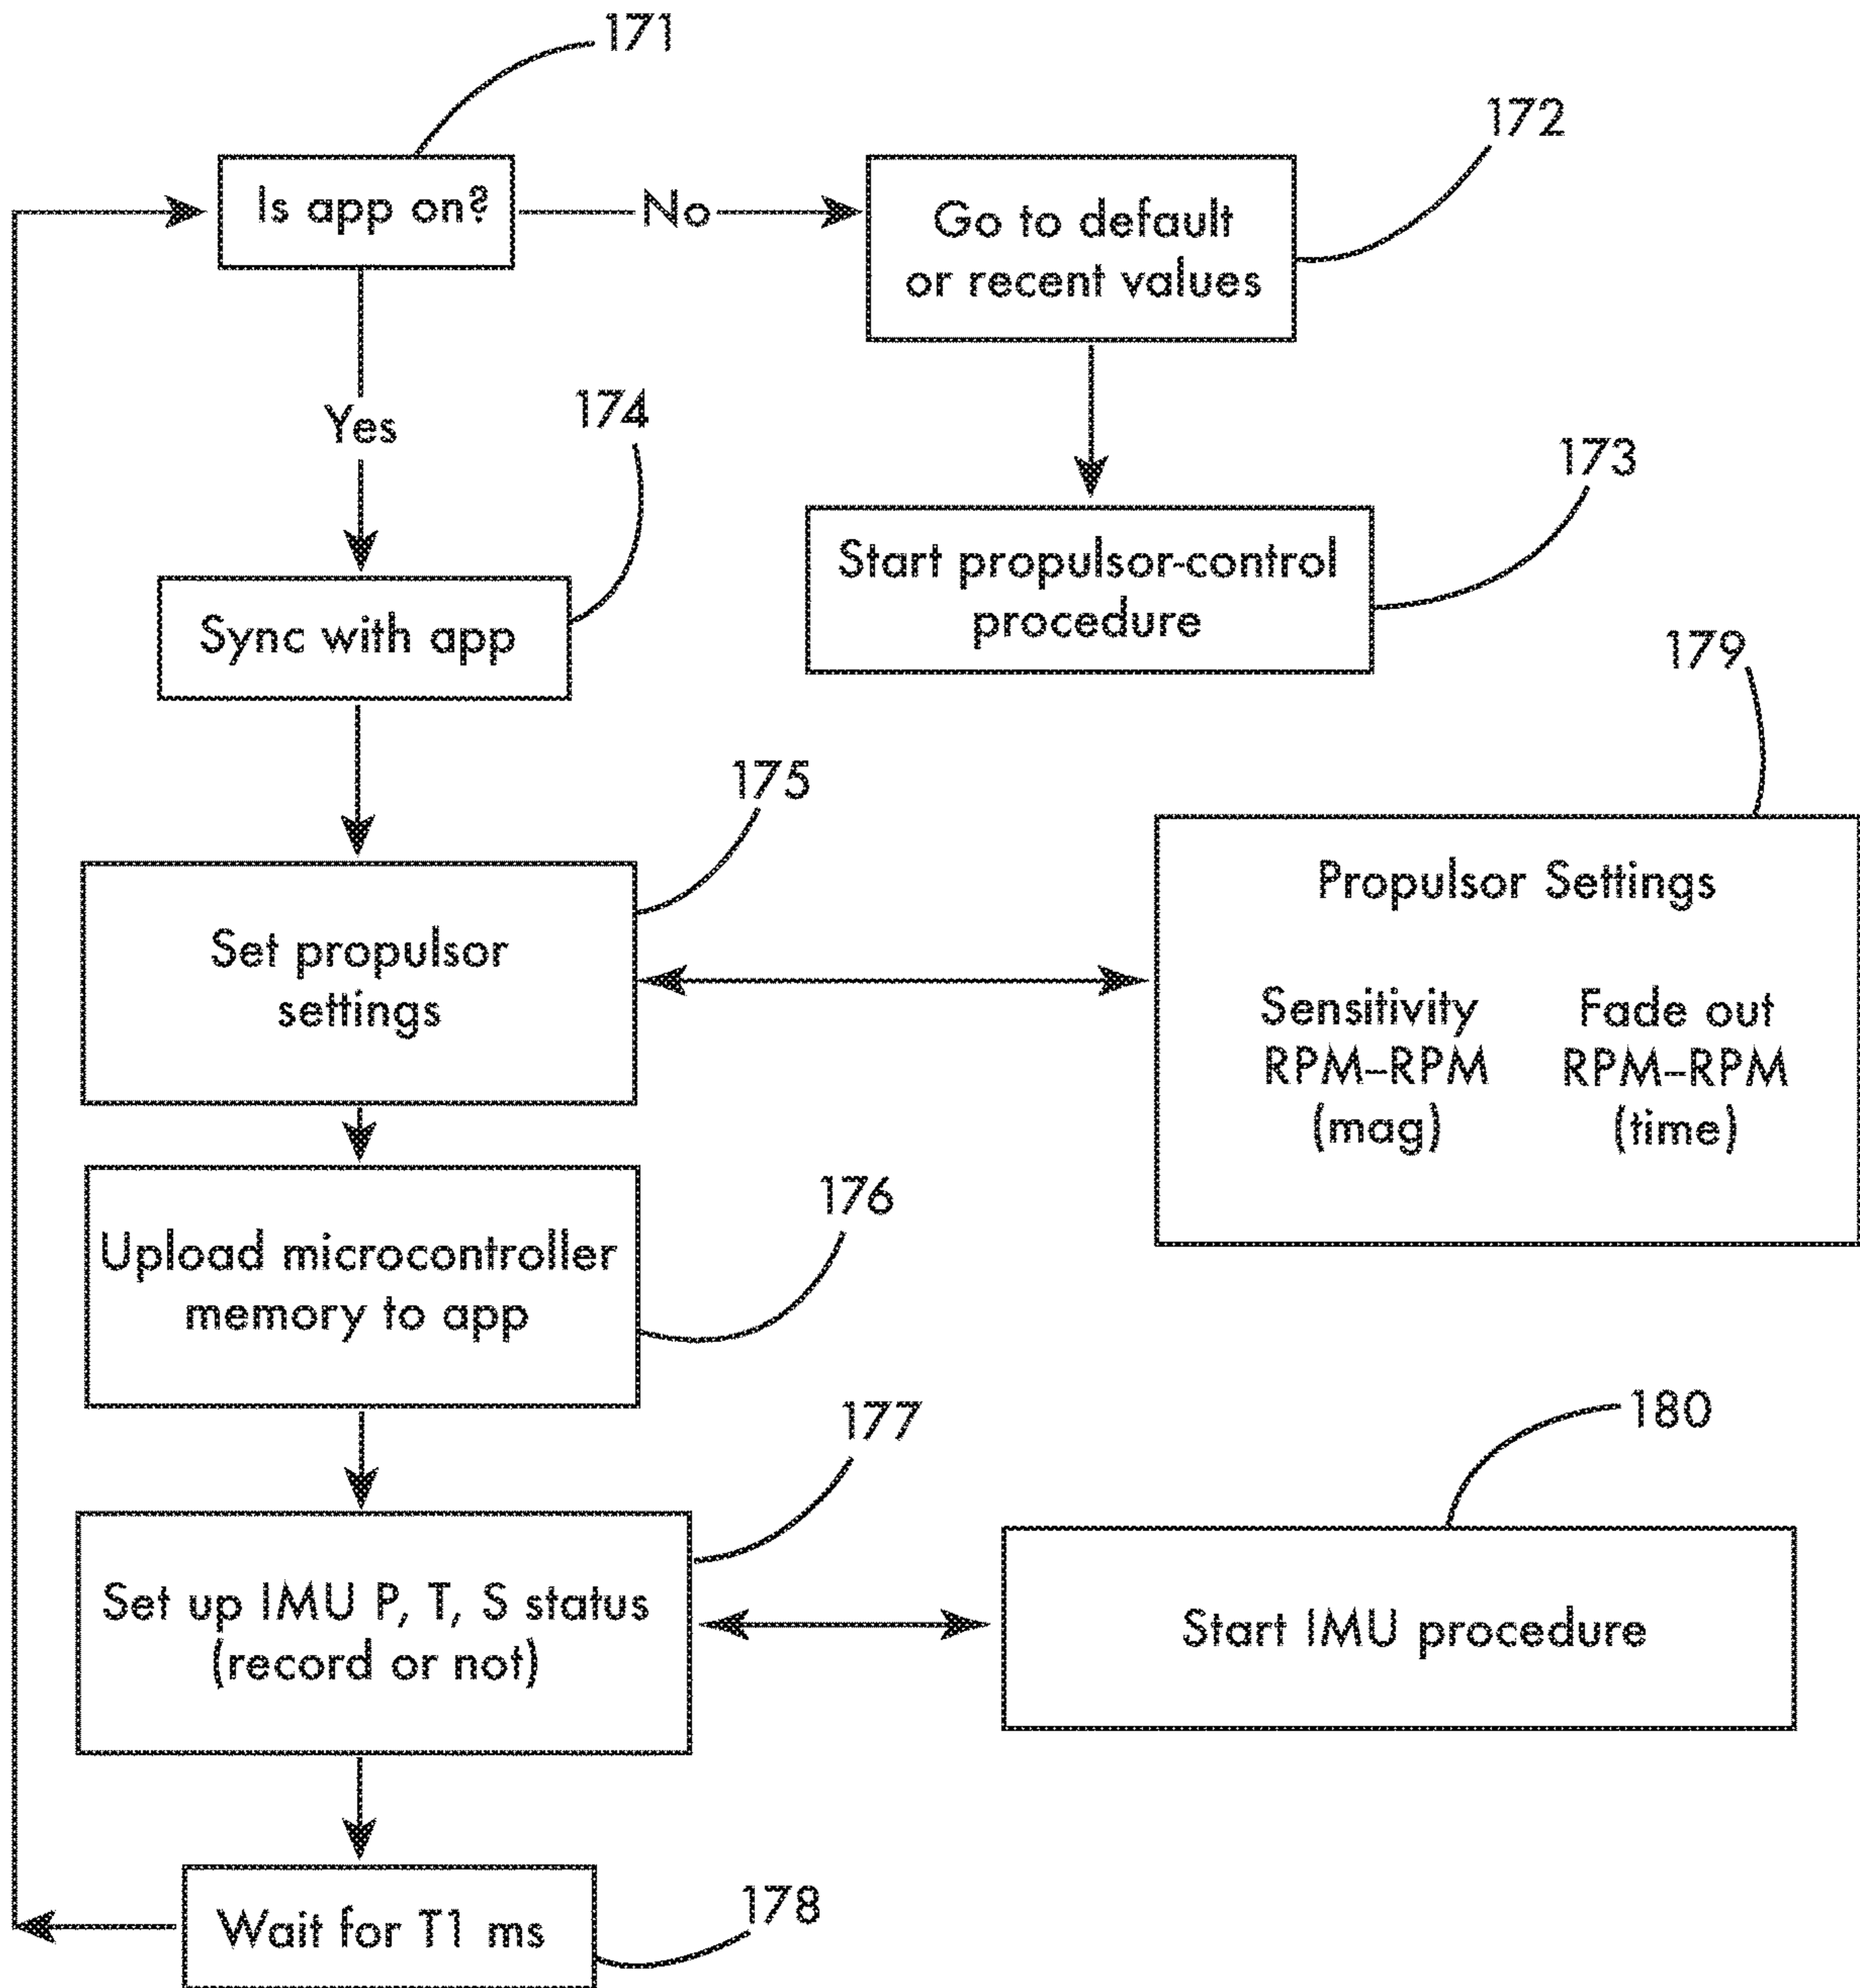 171
172
Is app on?
No
Go to default
or recent values
Yes
174
173
Start propulsor-control
procedure
Sync with app
179
175
Propulsor Settings
Set propulsor
settings
Sensitivity
RPM–RPM
(mag)
Fade out
RPM–RPM
(time)
176
Upload microcontroller
memory to app
177
180
Set up IMU P, T, S status
(record or not)
Start IMU procedure
178
Wait for T1 ms